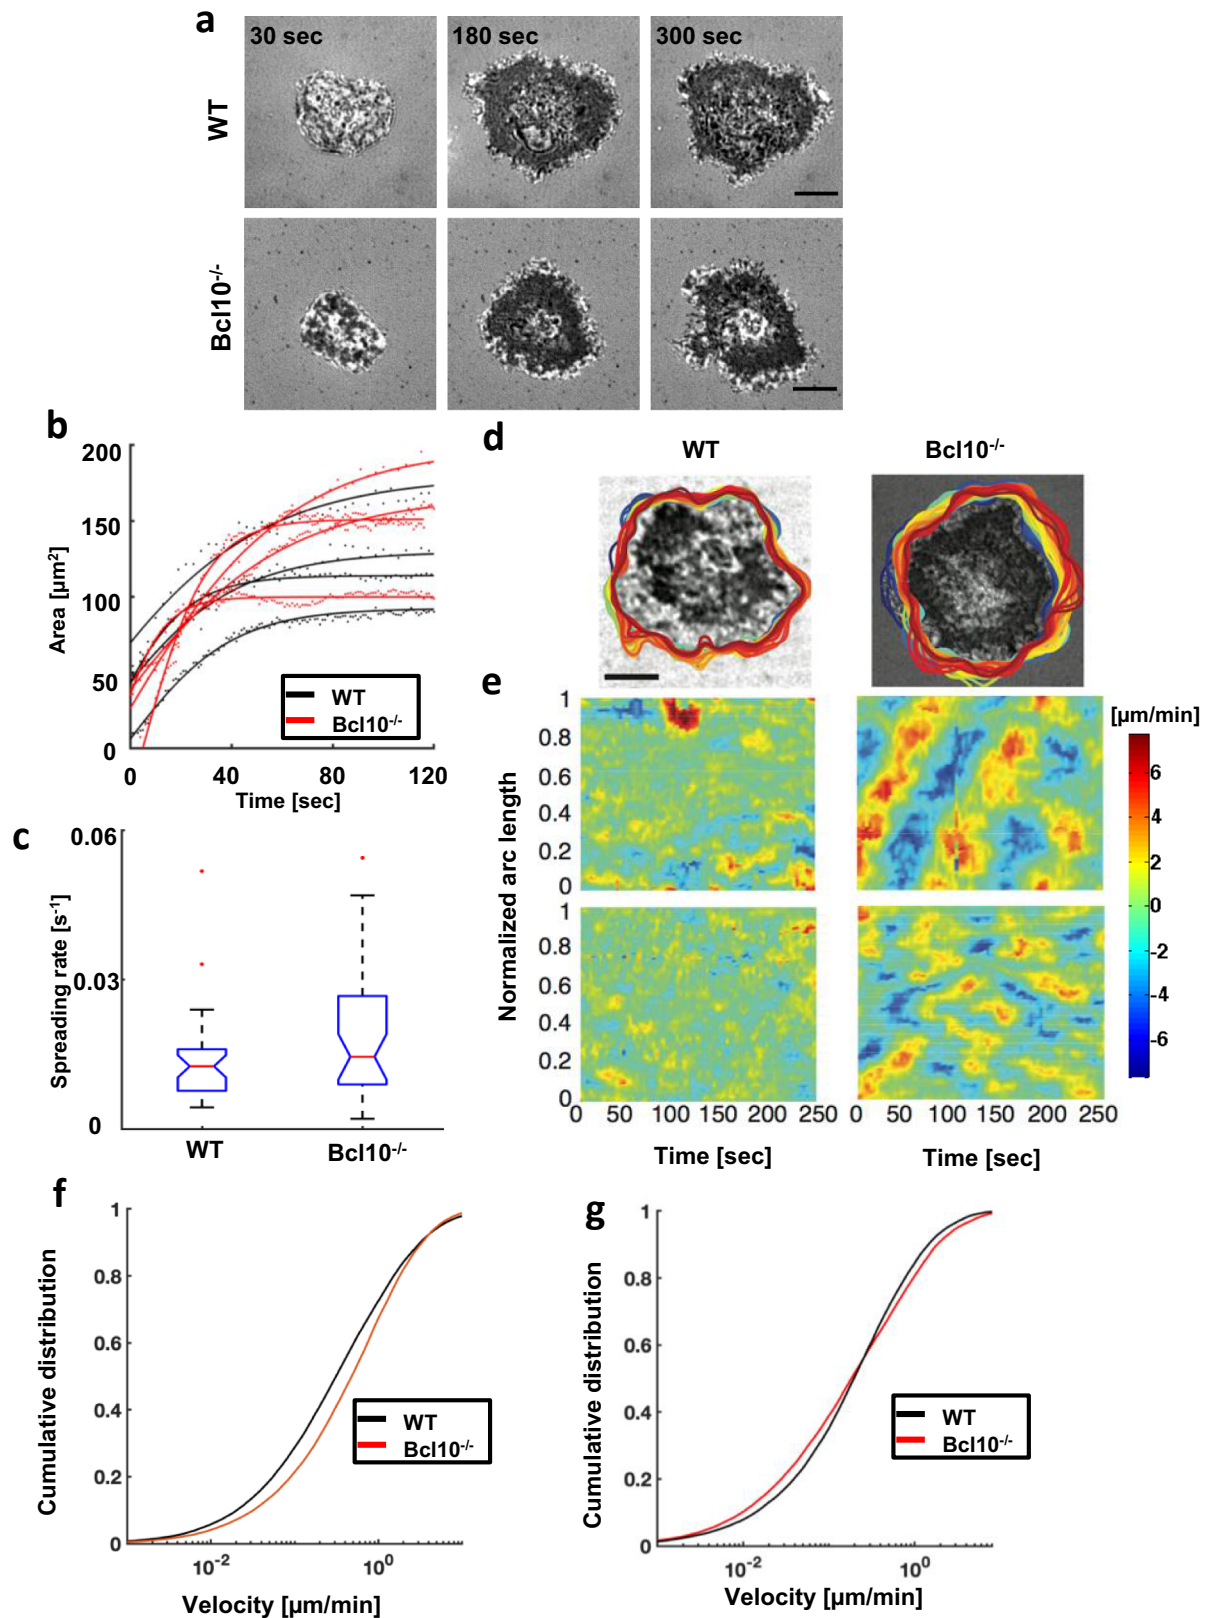 a
30 sec
180 sec
300 sec
WT
Bcl10-/-
b
200
150
100
50
0
Area [µm²]
0
40
80
120
Time [sec]
WT
Bcl10-/-
c
0.06
0.03
0
Spreading rate [s-1]
WT
Bcl10-/-
d
WT
Bcl10-/-
e
1
0.8
0.6
0.4
0.2
0
1
0.8
0.6
0.4
0.2
0
Normalized arc length
0 50 100 150 200 250
Time [sec]
0 50 100 150 200 250
Time [sec]
[µm/min]
6
4
2
0
-2
-4
-6
f
1
0.8
0.6
0.4
0.2
0
Cumulative distribution
WT
Bcl10-/-
10-2
100
Velocity [µm/min]
g
1
0.8
0.6
0.4
0.2
0
Cumulative distribution
WT
Bcl10-/-
10-2
100
Velocity [µm/min]